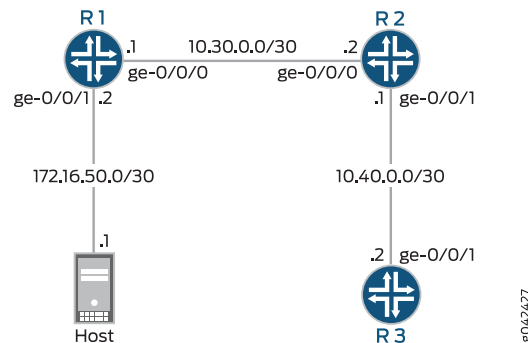 R1 R2
.1 10.30.0.0/30 .2
ge-0/0/0 ge-0/0/0
ge-0/0/1 .2 .1 ge-0/0/1
172.16.50.0/30 10.40.0.0/30
.1 .2 ge-0/0/1
Host R3
g042427